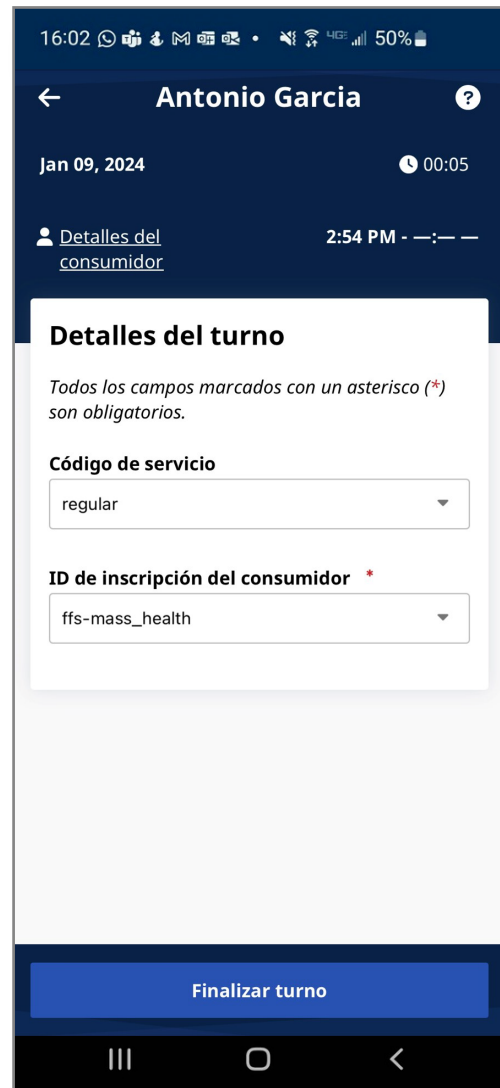 16:02 4GE 50%
Antonio Garcia
Jan 09, 2024 00:05
Detalles del 2:54 PM - —:— —
consumidor
Detalles del turno
Todos los campos marcados con un asterisco (*)
son obligatorios.
Código de servicio
regular
ID de inscripción del consumidor *
ffs-mass_health
Finalizar turno